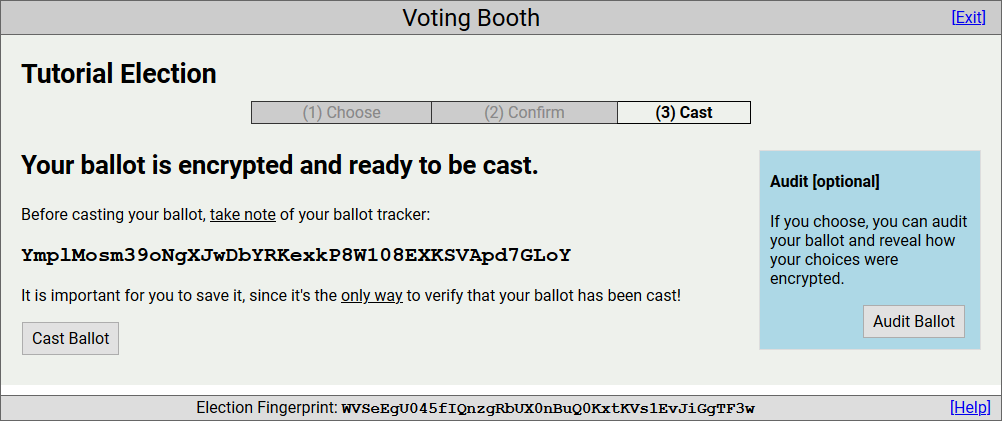 Voting Booth
[Exit]
Tutorial Election
(1) Choose
(2) Confirm
(3) Cast
Your ballot is encrypted and ready to be cast.
Before casting your ballot, take note of your ballot tracker:
YmplMosm39oNgXJwDbYRKexkP8W108EXKSVApd7GLoY
It is important for you to save it, since it's the only way to verify that your ballot has been cast!
Cast Ballot
Audit [optional]
If you choose, you can audit
your ballot and reveal how
your choices were
encrypted.
Audit Ballot
Election Fingerprint: WVSeEgU045fIQnzgRbUX0nBuQ0KxtKVs1EvJiGgTF3w
[Help]